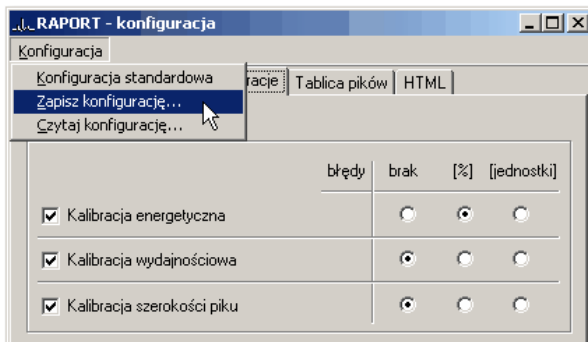 RAPORT - konfiguracja
Konfiguracja
Konfiguracja standardowa
Zapisz konfigurację...
Czytaj konfigurację...
Tablica pików HTML
błędy brak [%] [jednostki]
Kalibracja energetyczna
Kalibracja wydajnościowa
Kalibracja szerokości piku